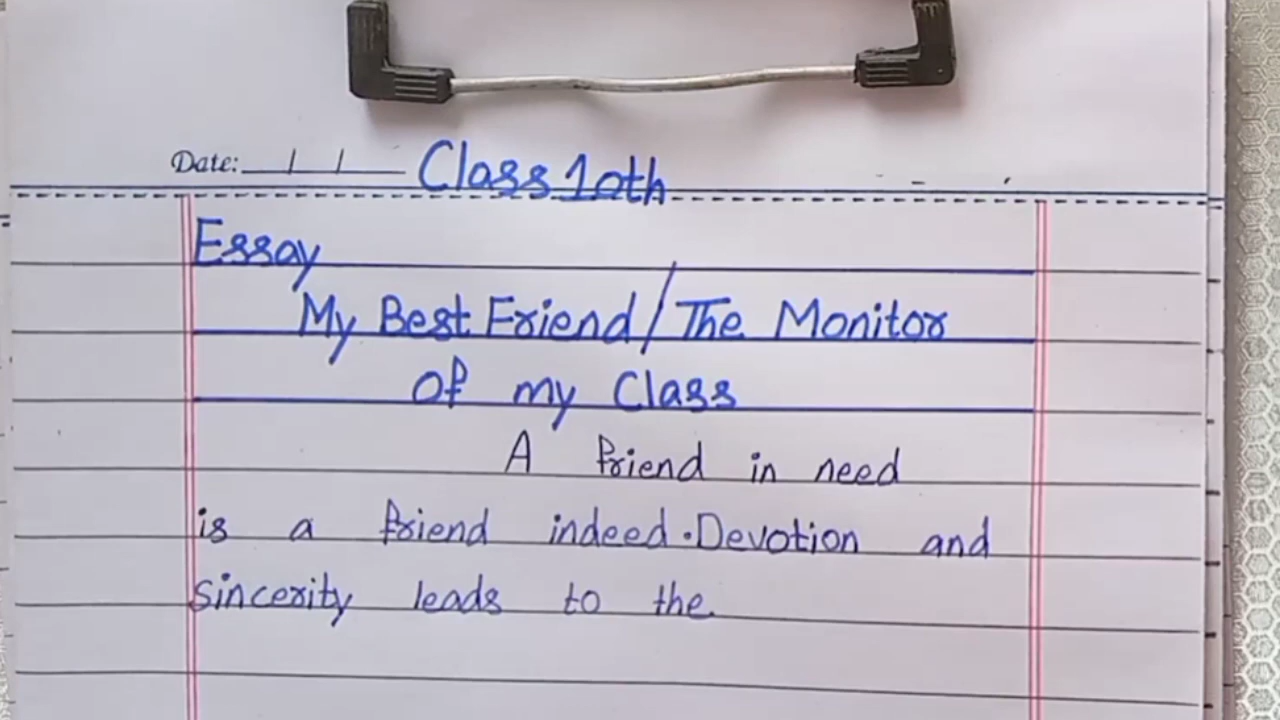 Date: / / Class 10th
Essay
My Best Friend/The Monitor
Of my Class
A friend in need
is a friend indeed.Devotion and
sincerity leads to the